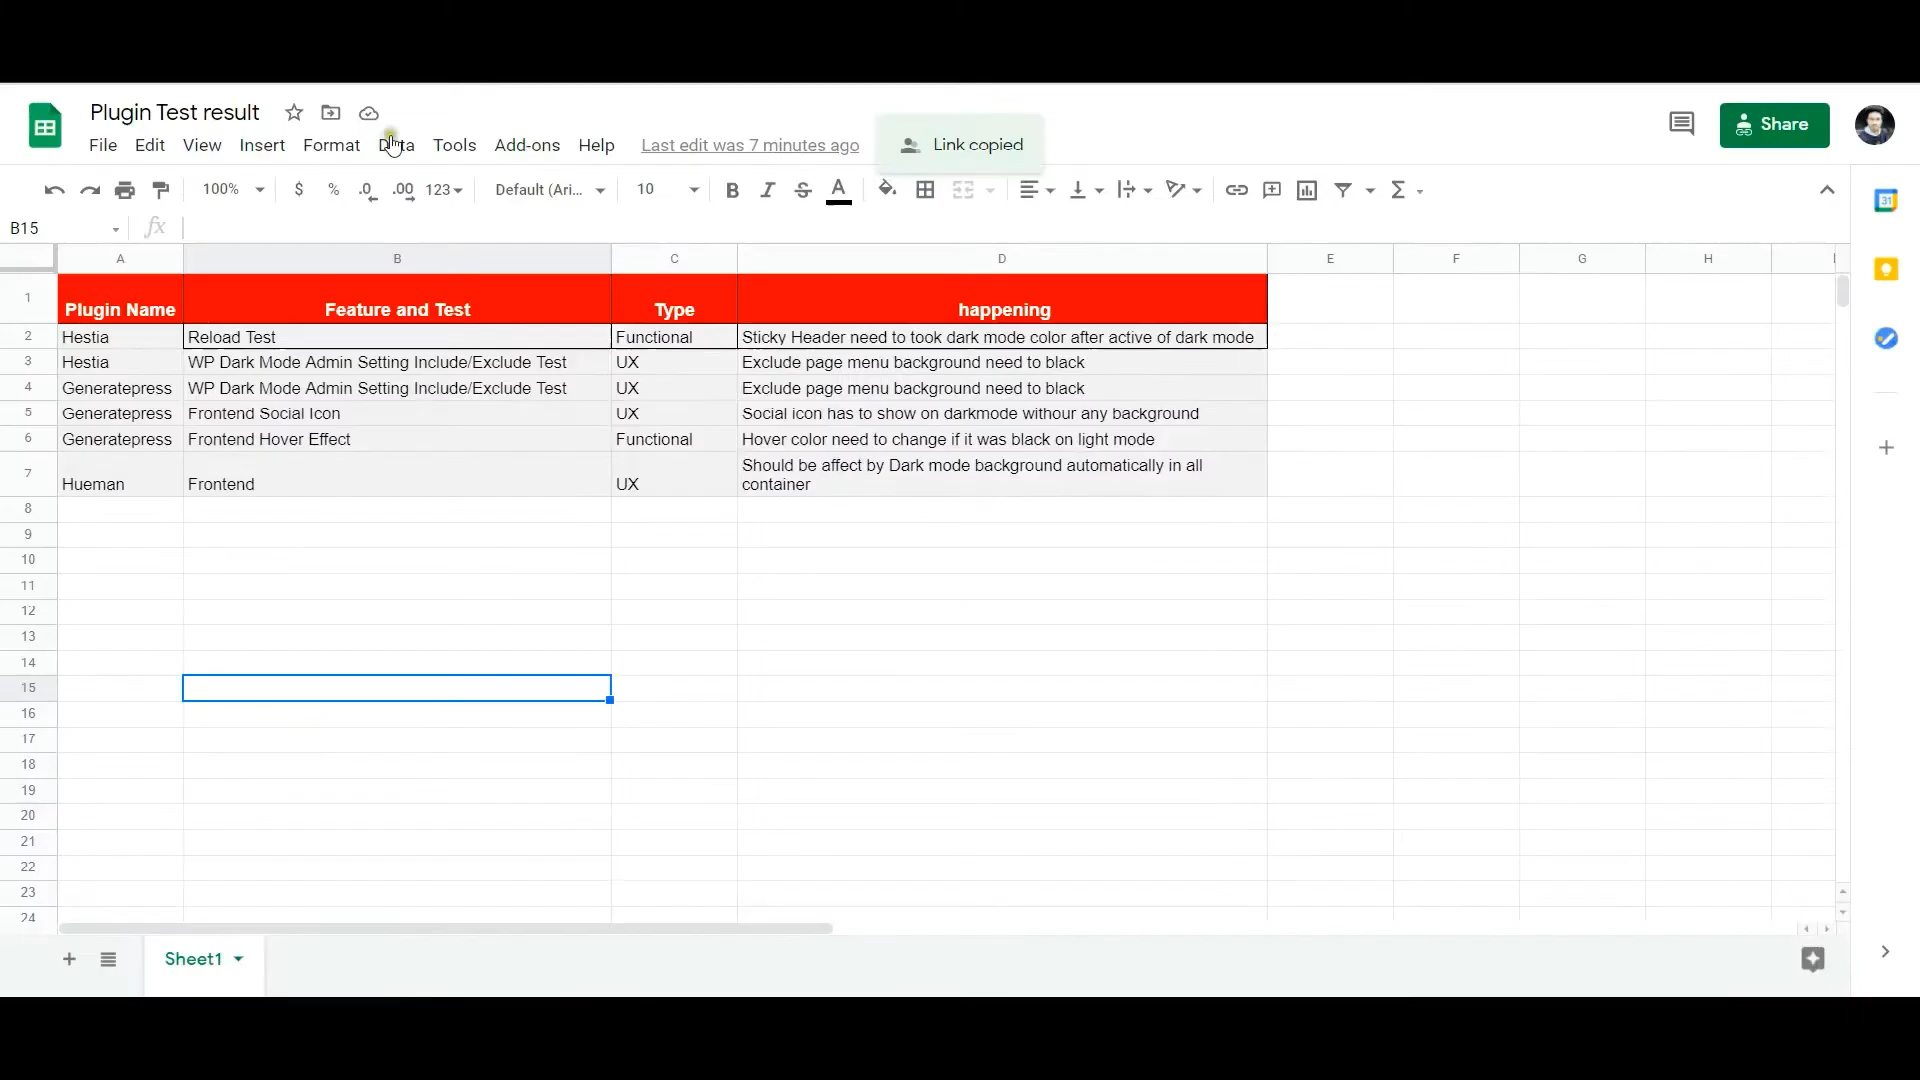 Plugin Test result
File Edit View Insert Format Data Tools Add-ons Help Last edit was 7 minutes ago
Link copied
Share
100% $ % .0 .00 123 Default (Ari... 10 B I S A Σ
31
B15 fx
A B C D E F G H
1 Plugin Name Feature and Test Type happening
2 Hestia Reload Test Functional Sticky Header need to took dark mode color after active of dark mode
3 Hestia WP Dark Mode Admin Setting Include/Exclude Test UX Exclude page menu background need to black
4 Generatepress WP Dark Mode Admin Setting Include/Exclude Test UX Exclude page menu background need to black
5 Generatepress Frontend Social Icon UX Social icon has to show on darkmode withour any background
6 Generatepress Frontend Hover Effect Functional Hover color need to change if it was black on light mode
7 Hueman Frontend UX Should be affect by Dark mode background automatically in all
container
8
9
10
11
12
13
14
15
16
17
18
19
20
21
22
23
24
Sheet1